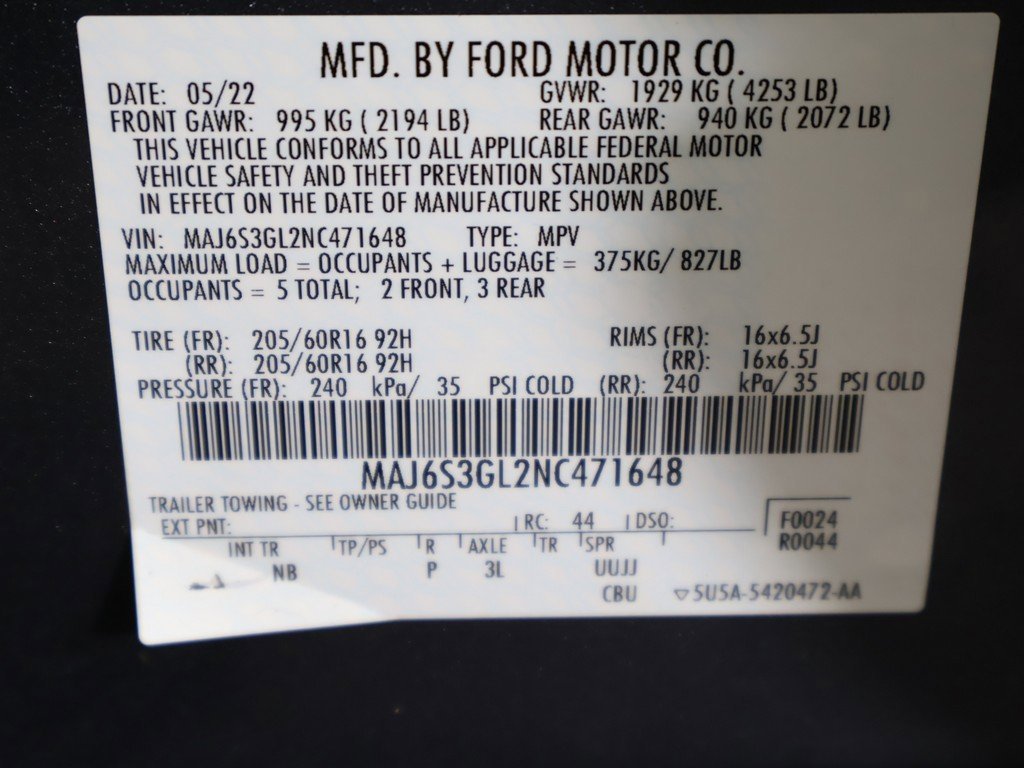 MFD. BY FORD MOTOR CO.
DATE: 05/22 GVWR: 1929 KG ( 4253 LB)
FRONT GAWR: 995 KG ( 2194 LB) REAR GAWR: 940 KG ( 2072 LB)
THIS VEHICLE CONFORMS TO ALL APPLICABLE FEDERAL MOTOR
VEHICLE SAFETY AND THEFT PREVENTION STANDARDS
IN EFFECT ON THE DATE OF MANUFACTURE SHOWN ABOVE.
VIN: MAJ6S3GL2NC471648 TYPE: MPV
MAXIMUM LOAD = OCCUPANTS + LUGGAGE = 375KG/ 827LB
OCCUPANTS = 5 TOTAL; 2 FRONT, 3 REAR
TIRE (FR): 205/60R16 92H RIMS (FR): 16x6.5J
(RR): 205/60R16 92H (RR): 16x6.5J
PRESSURE (FR): 240 kPa/ 35 PSI COLD (RR): 240 kPa/ 35 PSI COLD
MAJ6S3GL2NC471648
TRAILER TOWING - SEE OWNER GUIDE
EXT PNT: RC: 44 DSO: F0024
R0044
INT TR TP/PS R AXLE TR SPR
NB P 3L UUJJ
CBU ▽5U5A-5420472-AA